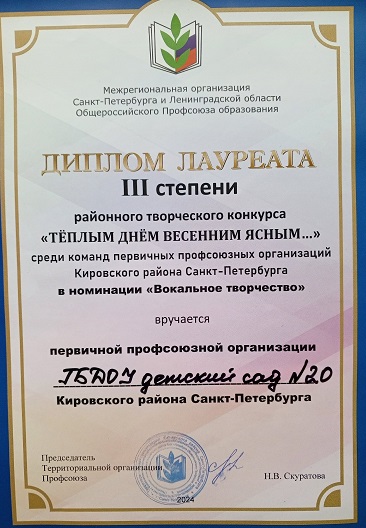 Межрегиональная организация
Санкт-Петербурга и Ленинградской области
Общероссийского Профсоюза образования
ДИПЛОМ ЛАУРЕАТА
III степени
районного творческого конкурса
«ТЁПЛЫМ ДНЁМ ВЕСЕННИМ ЯСНЫМ...»
среди команд первичных профсоюзных организаций
Кировского района Санкт-Петербурга
в номинации «Вокальное творчество»
вручается
первичной профсоюзной организации
ГБДОУ детский сад №20
Кировского района Санкт-Петербурга
Председатель
Территориальной организации
Профсоюза
Н.В. Скуратова
2024